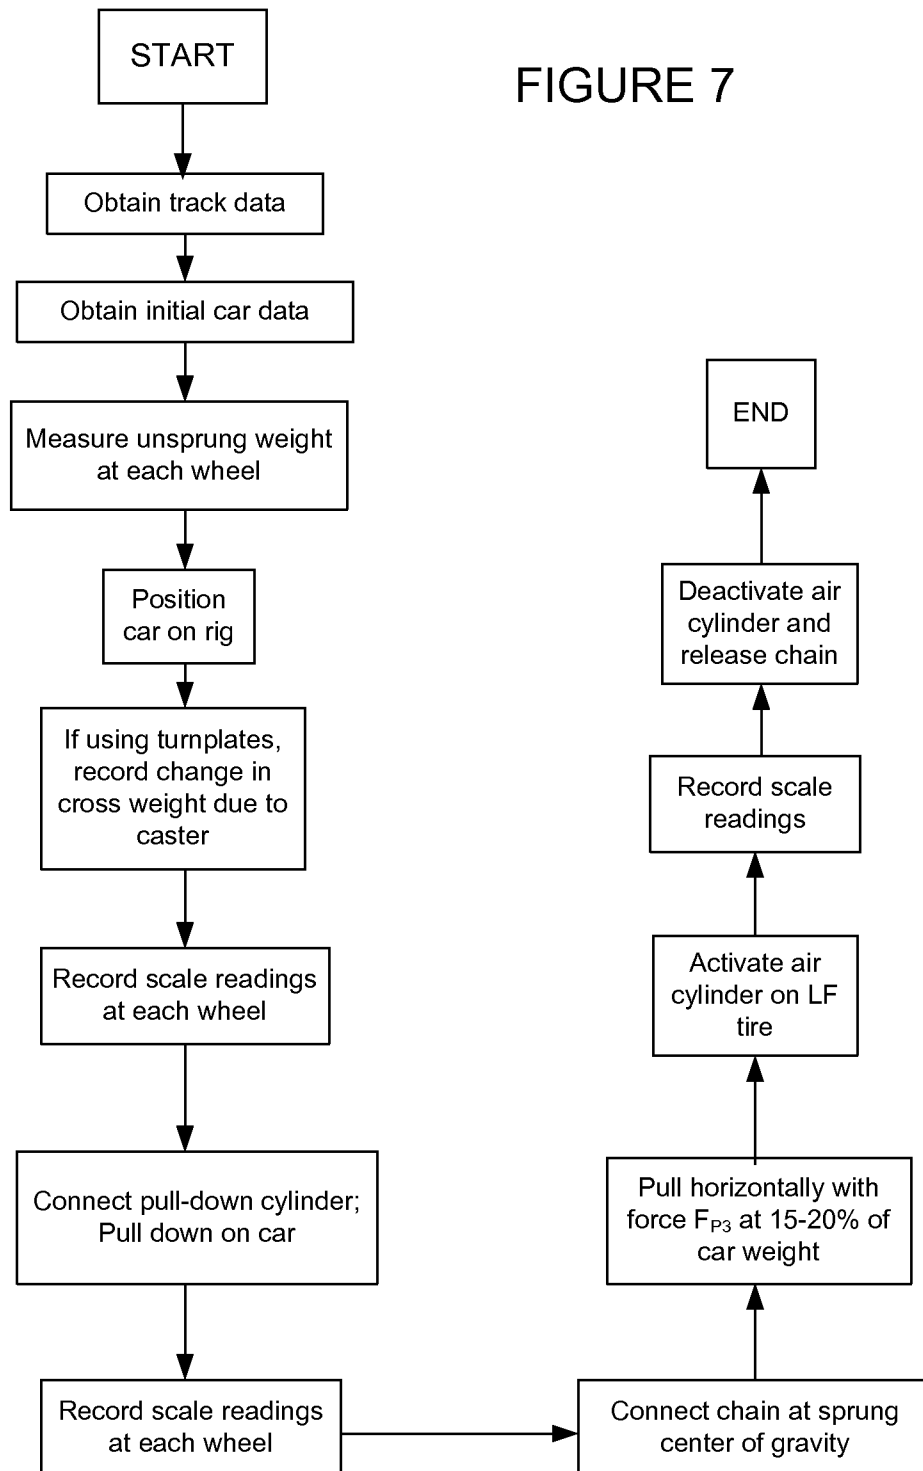 START
FIGURE 7
Obtain track data
Obtain initial car data
Measure unsprung weight
at each wheel
Position
car on rig
If using turnplates,
record change in
cross weight due to
caster
Record scale readings
at each wheel
Connect pull-down cylinder;
Pull down on car
Record scale readings
at each wheel
Connect chain at sprung
center of gravity
Pull horizontally with
force FP3 at 15-20% of
car weight
Activate air
cylinder on LF
tire
Record scale
readings
Deactivate air
cylinder and
release chain
END